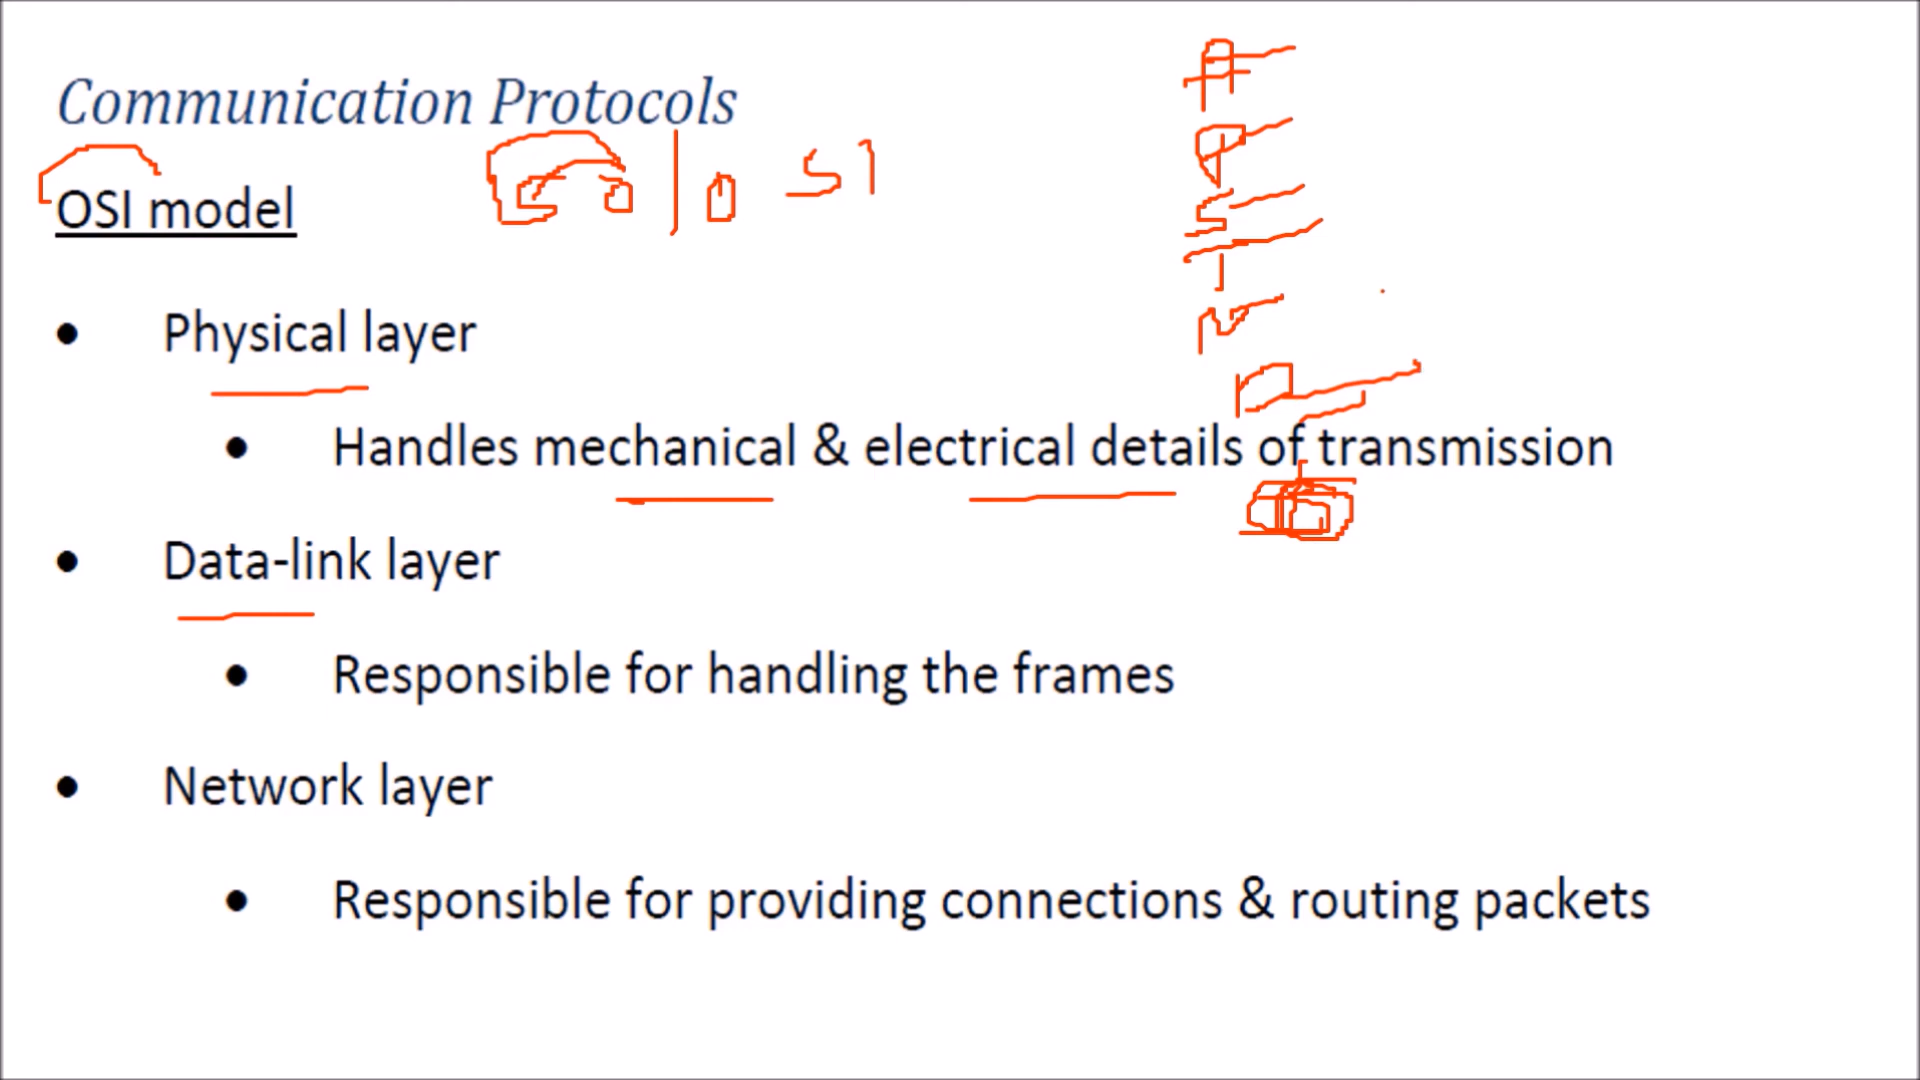 Communication Protocols
OSI model
OSI
A
P
S
T
N
D
• Physical layer
• Handles mechanical & electrical details of transmission
• Data-link layer
• Responsible for handling the frames
• Network layer
• Responsible for providing connections & routing packets